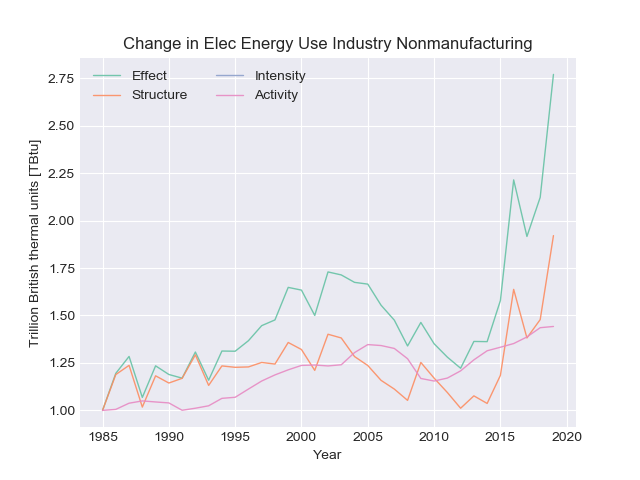 Change in Elec Energy Use Industry Nonmanufacturing
Effect
Structure
Intensity
Activity
2.75
2.50
2.25
2.00
1.75
1.50
1.25
1.00
Trillion British thermal units [TBtu]
1985 1990 1995 2000 2005 2010 2015 2020
Year